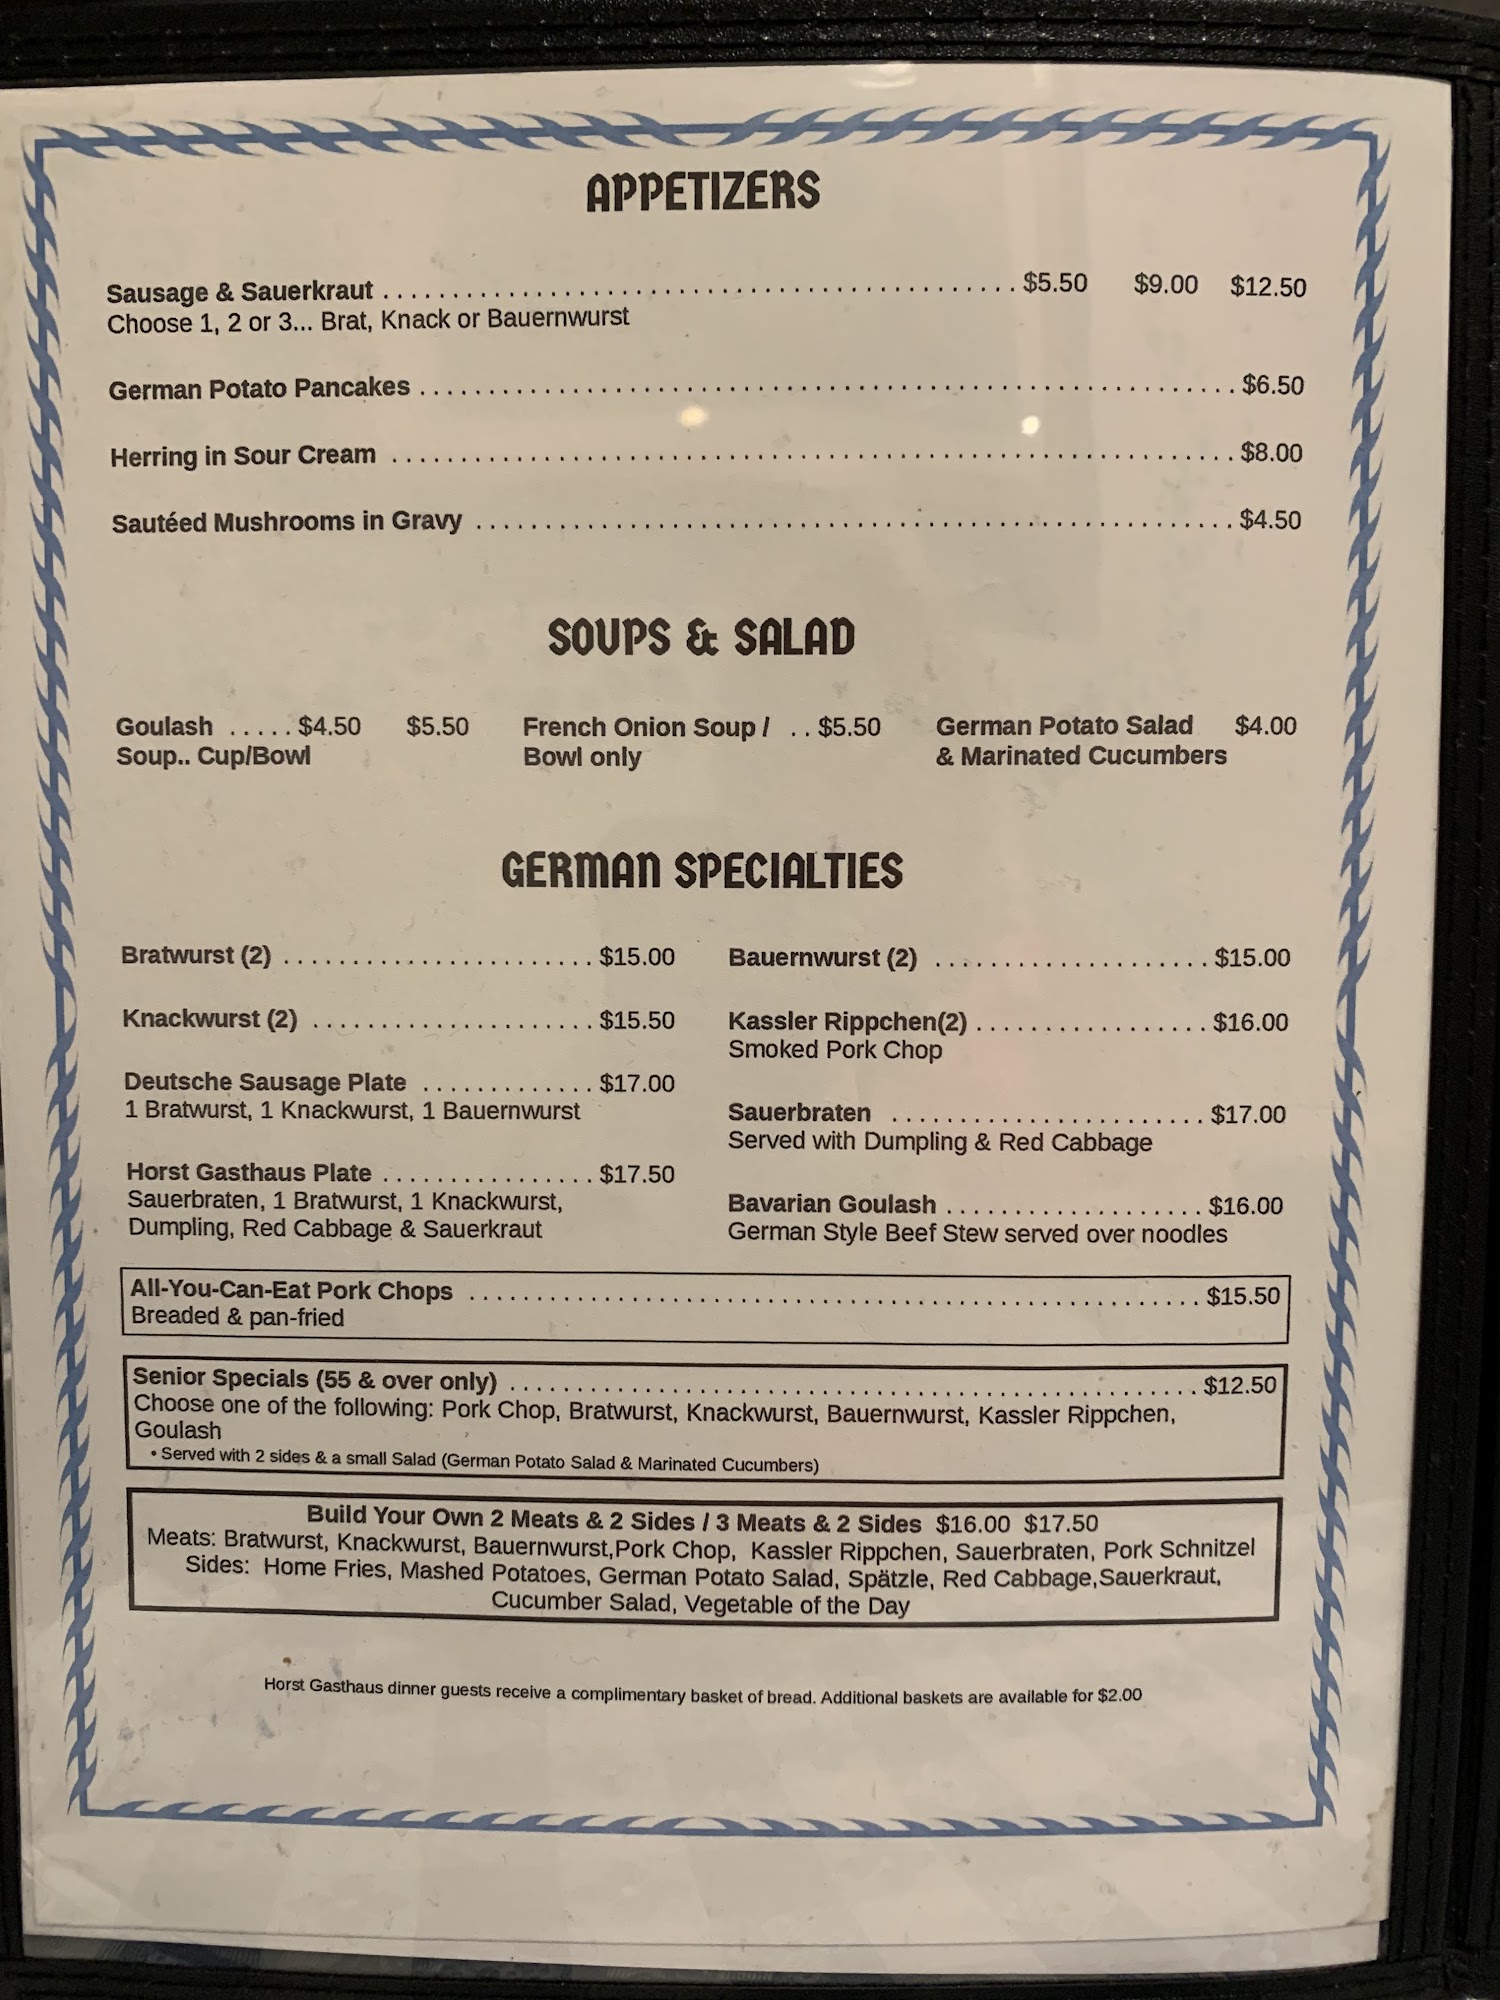 APPETIZERS
Sausage & Sauerkraut ............................................. $5.50 $9.00 $12.50
Choose 1, 2 or 3... Brat, Knack or Bauernwurst
German Potato Pancakes .......................................................... $6.50
Herring in Sour Cream ............................................................ $8.00
Sautéed Mushrooms in Gravy ...................................................... $4.50
SOUPS & SALAD
Goulash ..... $4.50 $5.50
Soup.. Cup/Bowl
French Onion Soup / .. $5.50
Bowl only
German Potato Salad $4.00
& Marinated Cucumbers
GERMAN SPECIALTIES
Bratwurst (2) ....................... $15.00
Knackwurst (2) ..................... $15.50
Deutsche Sausage Plate ............. $17.00
1 Bratwurst, 1 Knackwurst, 1 Bauernwurst
Horst Gasthaus Plate ................ $17.50
Sauerbraten, 1 Bratwurst, 1 Knackwurst,
Dumpling, Red Cabbage & Sauerkraut
Bauernwurst (2) .................... $15.00
Kassler Rippchen(2) ................. $16.00
Smoked Pork Chop
Sauerbraten ....................... $17.00
Served with Dumpling & Red Cabbage
Bavarian Goulash ................... $16.00
German Style Beef Stew served over noodles
All-You-Can-Eat Pork Chops ...................................................... $15.50
Breaded & pan-fried
Senior Specials (55 & over only) ................................................... $12.50
Choose one of the following: Pork Chop, Bratwurst, Knackwurst, Bauernwurst, Kassler Rippchen,
Goulash
• Served with 2 sides & a small Salad (German Potato Salad & Marinated Cucumbers)
Build Your Own 2 Meats & 2 Sides / 3 Meats & 2 Sides $16.00 $17.50
Meats: Bratwurst, Knackwurst, Bauernwurst,Pork Chop, Kassler Rippchen, Sauerbraten, Pork Schnitzel
Sides: Home Fries, Mashed Potatoes, German Potato Salad, Spätzle, Red Cabbage,Sauerkraut,
Cucumber Salad, Vegetable of the Day
Horst Gasthaus dinner guests receive a complimentary basket of bread. Additional baskets are available for $2.00